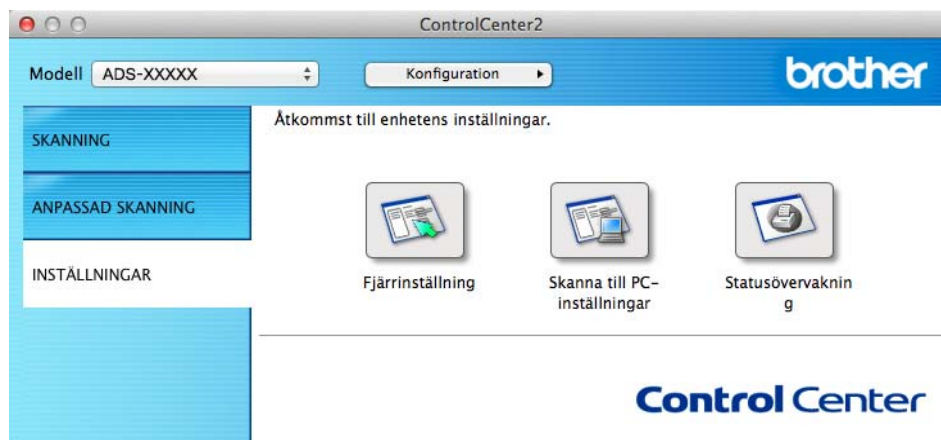 ControlCenter2
Modell ADS-XXXXX Konfiguration brother
SKANNING
ANPASSAD SKANNING
INSTÄLLNINGAR
Åtkommst till enhetens inställningar.
Fjärrinställning
Skanna till PC-
inställningar
Statusövervaknin
g
Control Center